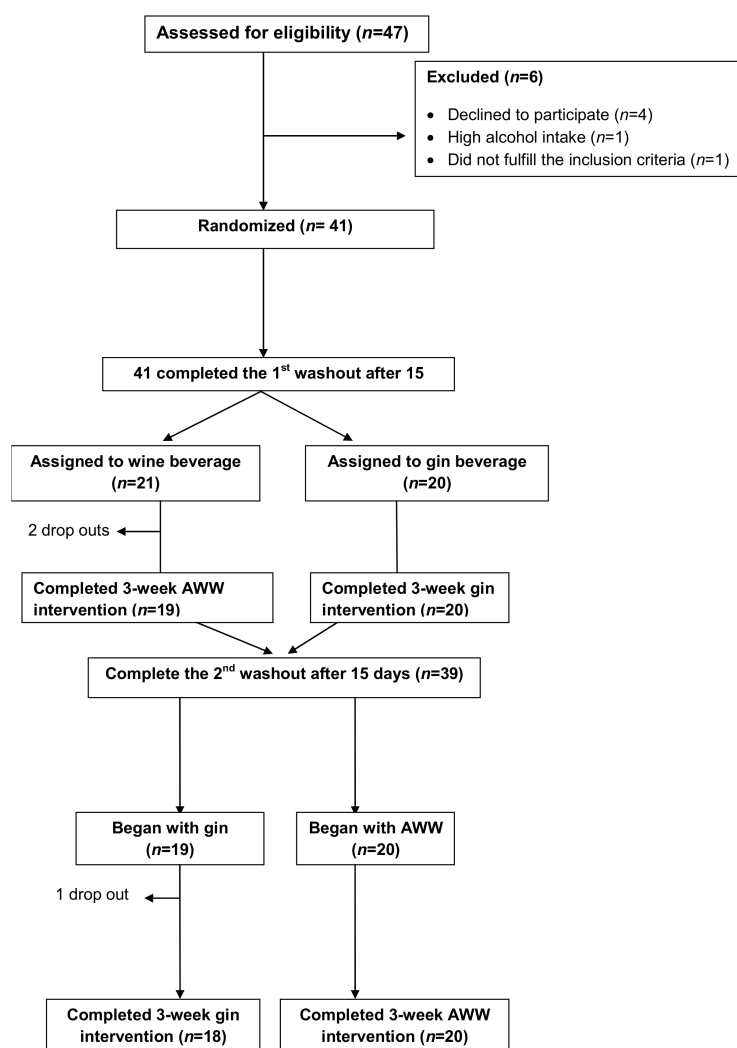 Assessed for eligibility (n=47)
Excluded (n=6)
• Declined to participate (n=4)
• High alcohol intake (n=1)
• Did not fulfill the inclusion criteria (n=1)
Randomized (n= 41)
41 completed the 1st washout after 15
Assigned to wine beverage
(n=21)
Assigned to gin beverage
(n=20)
2 drop outs
Completed 3-week AWW
intervention (n=19)
Completed 3-week gin
intervention (n=20)
Complete the 2nd washout after 15 days (n=39)
Began with gin
(n=19)
Began with AWW
(n=20)
1 drop out
Completed 3-week gin
intervention (n=18)
Completed 3-week AWW
intervention (n=20)